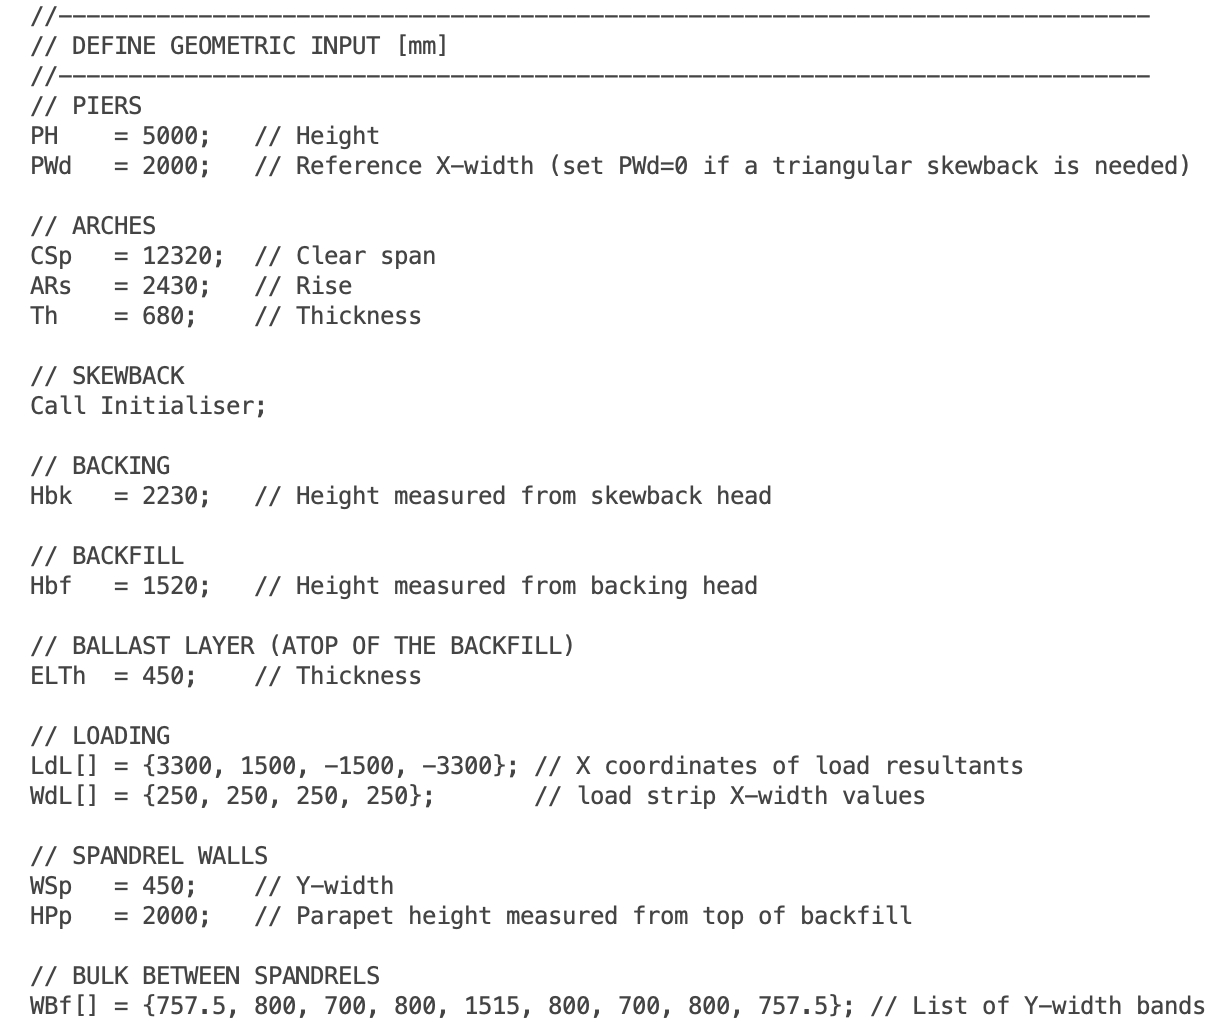 //------------------------------------------------------------------------------
// DEFINE GEOMETRIC INPUT [mm]
//------------------------------------------------------------------------------
// PIERS
PH    = 5000;   // Height
PWd   = 2000;   // Reference X-width (set PWd=0 if a triangular skewback is needed)

// ARCHES
CSp   = 12320;  // Clear span
ARs   = 2430;   // Rise
Th    = 680;    // Thickness

// SKEWBACK
Call Initialiser;

// BACKING
Hbk   = 2230;   // Height measured from skewback head

// BACKFILL
Hbf   = 1520;   // Height measured from backing head

// BALLAST LAYER (ATOP OF THE BACKFILL)
ELTh  = 450;    // Thickness

// LOADING
LdL[] = {3300, 1500, -1500, -3300}; // X coordinates of load resultants
WdL[] = {250, 250, 250, 250};       // load strip X-width values

// SPANDREL WALLS
WSp   = 450;    // Y-width
HPp   = 2000;   // Parapet height measured from top of backfill

// BULK BETWEEN SPANDRELS
WBf[] = {757.5, 800, 700, 800, 1515, 800, 700, 800, 757.5}; // List of Y-width bands